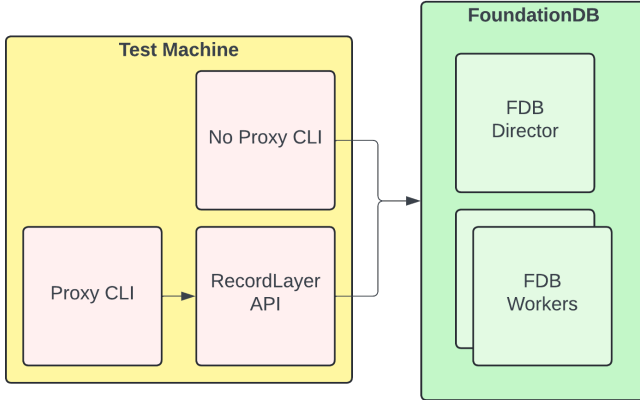 Test Machine
No Proxy CLI
Proxy CLI
RecordLayer
API
FoundationDB
FDB
Director
FDB
Workers